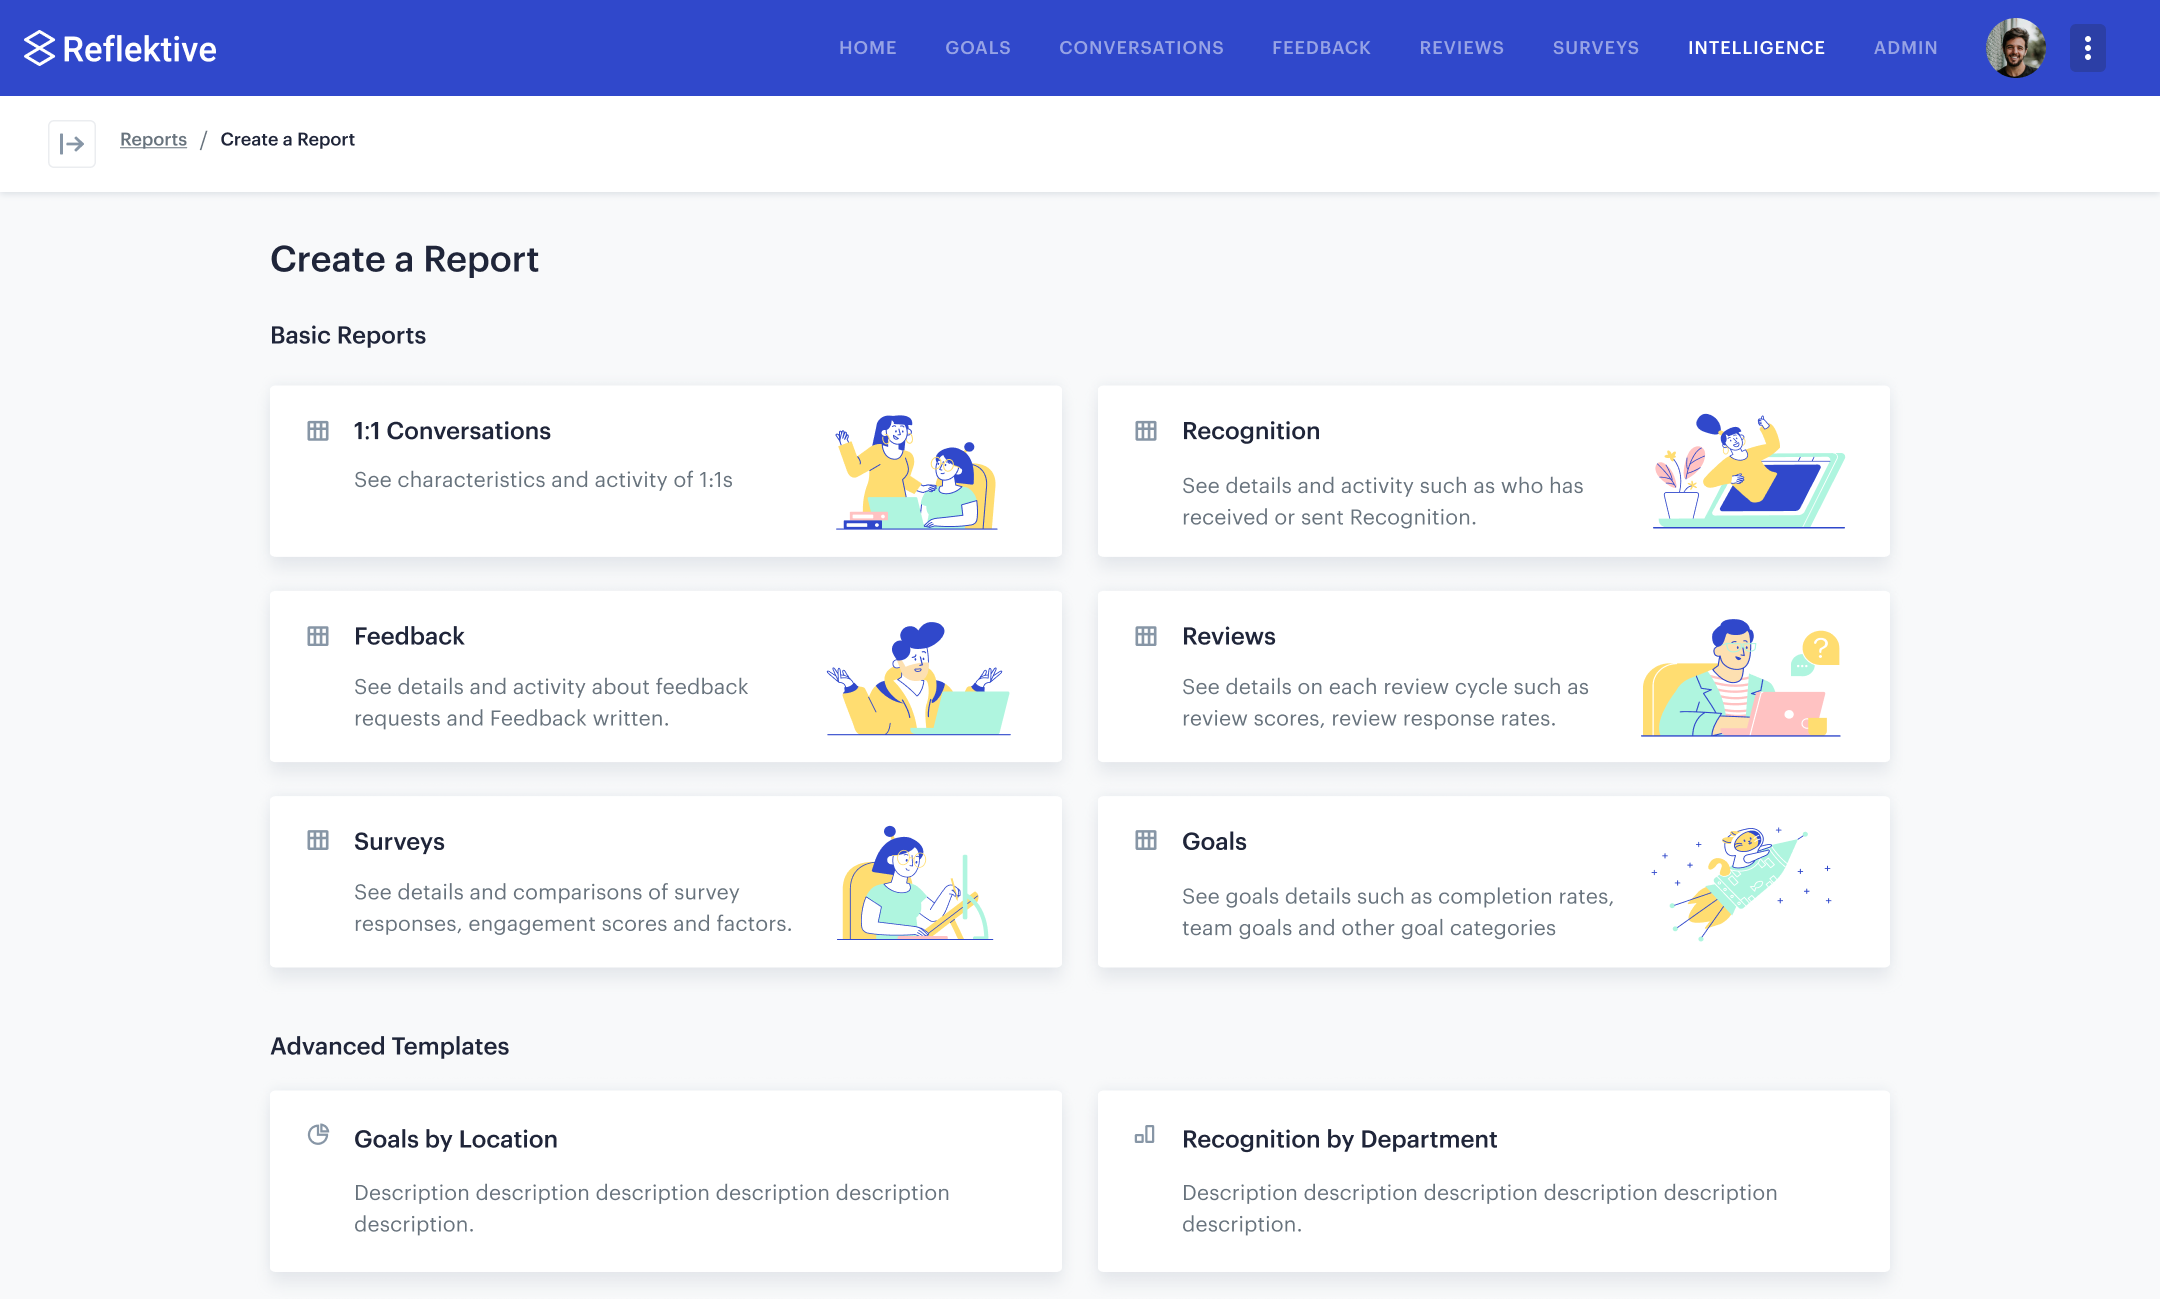 Reflektive
HOME GOALS CONVERSATIONS FEEDBACK REVIEWS SURVEYS INTELLIGENCE ADMIN
Reports / Create a Report
Create a Report
Basic Reports
1:1 Conversations
See characteristics and activity of 1:1s
Recognition
See details and activity such as who has
received or sent Recognition.
Feedback
See details and activity about feedback
requests and Feedback written.
Reviews
See details on each review cycle such as
review scores, review response rates.
?
Surveys
See details and comparisons of survey
responses, engagement scores and factors.
Goals
See goals details such as completion rates,
team goals and other goal categories
Advanced Templates
Goals by Location
Description description description description description
description.
Recognition by Department
Description description description description description
description.